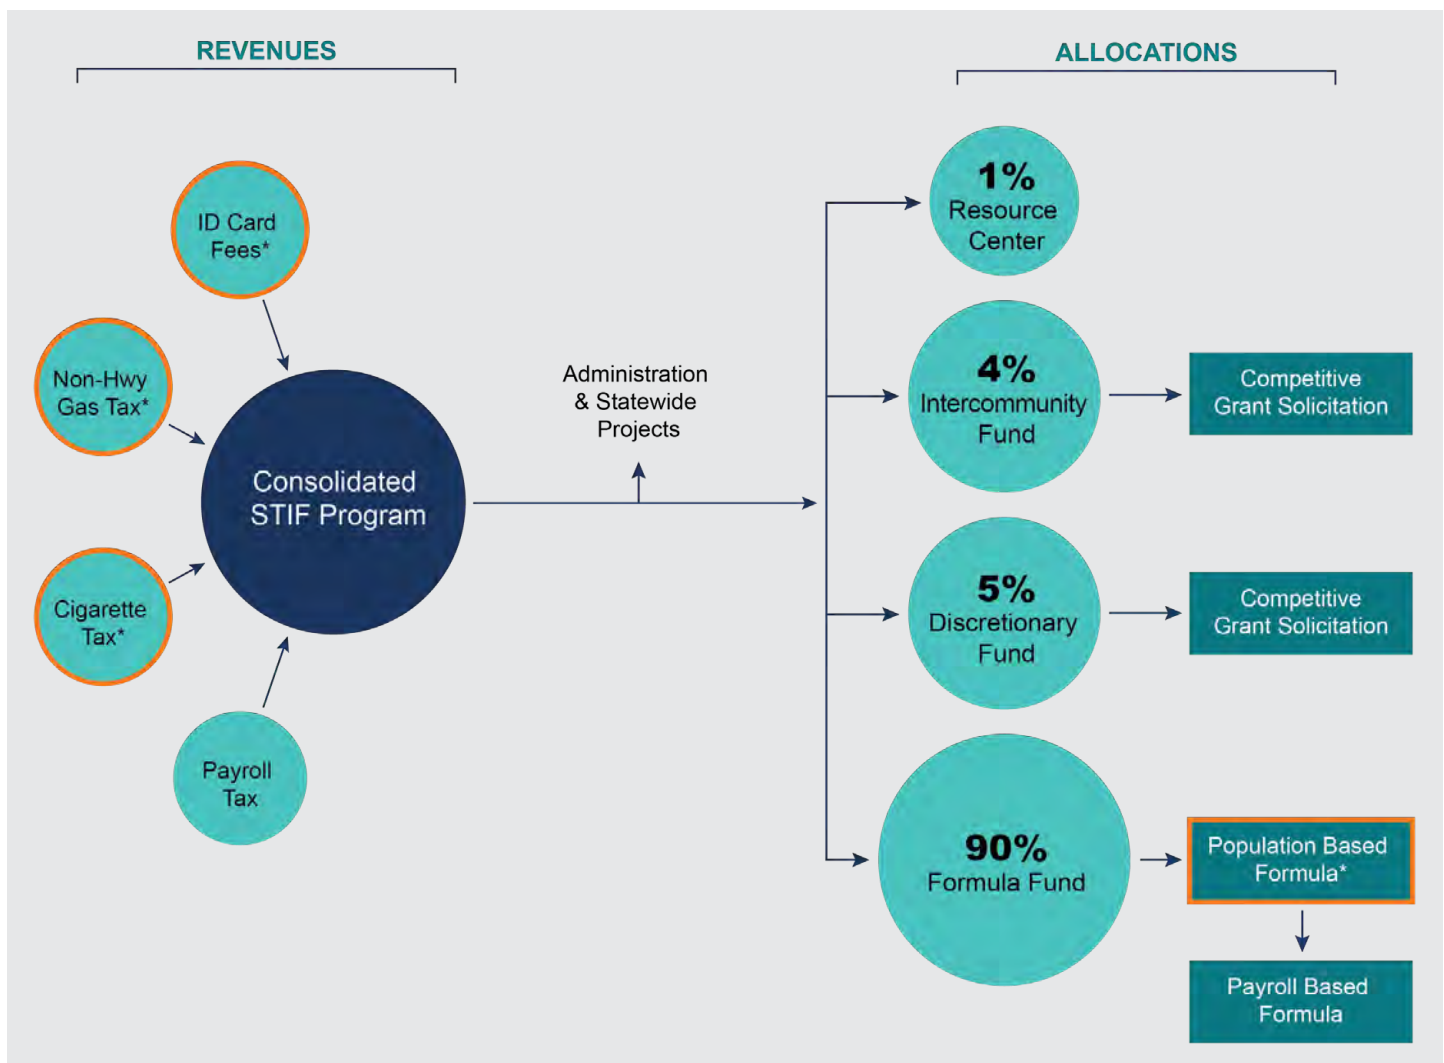 REVENUES
ALLOCATIONS
ID Card
Fees*
Non-Hwy
Gas Tax*
Cigarette
Tax*
Payroll
Tax
Consolidated
STIF Program
Administration
& Statewide
Projects
1%
Resource
Center
4%
Intercommunity
Fund
Competitive
Grant Solicitation
5%
Discretionary
Fund
Competitive
Grant Solicitation
90%
Formula Fund
Population Based
Formula*
Payroll Based
Formula